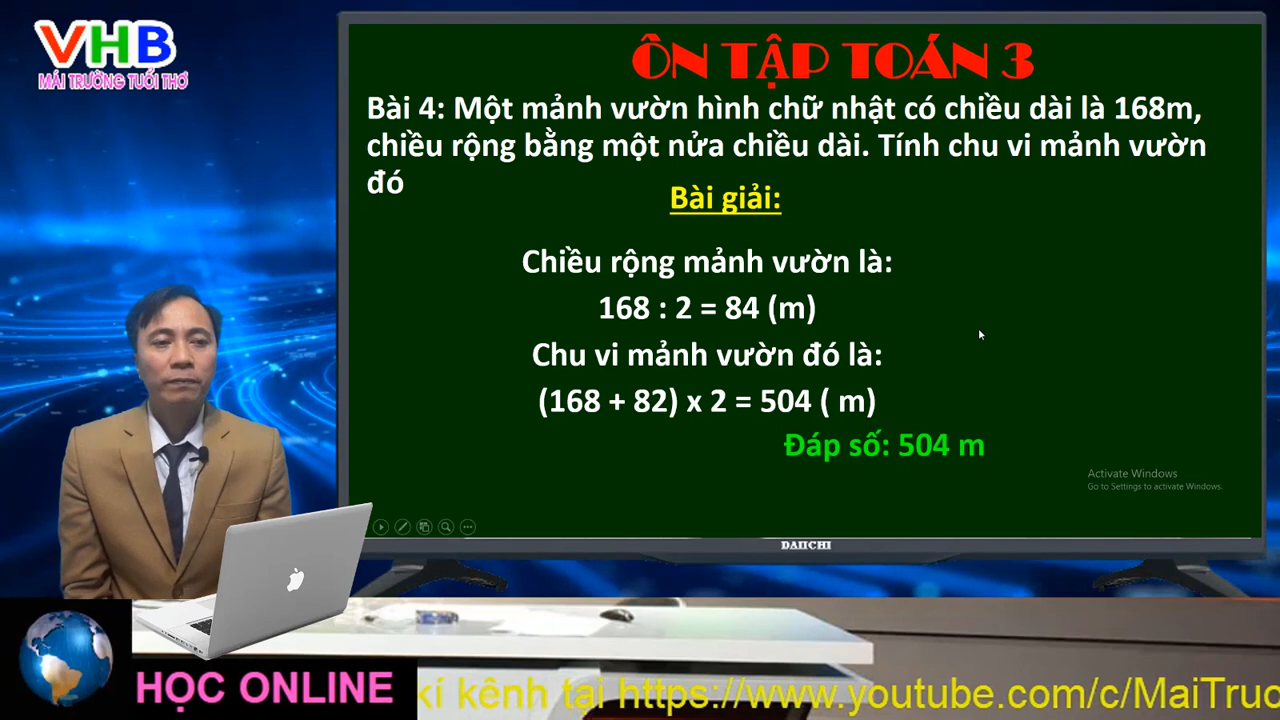 VHB
MÁI TRƯỜNG TUỔI THƠ
ÔN TẬP TOÁN 3
Bài 4: Một mảnh vườn hình chữ nhật có chiều dài là 168m,
chiều rộng bằng một nửa chiều dài. Tính chu vi mảnh vườn
đó
Bài giải:
Chiều rộng mảnh vườn là:
168 : 2 = 84 (m)
Chu vi mảnh vườn đó là:
(168 + 82) x 2 = 504 ( m)
Đáp số: 504 m
Activate Windows
Go to Settings to activate Windows.
DAIICHI
HỌC ONLINE
kí kênh tại https://www.youtube.com/c/MaiTruo